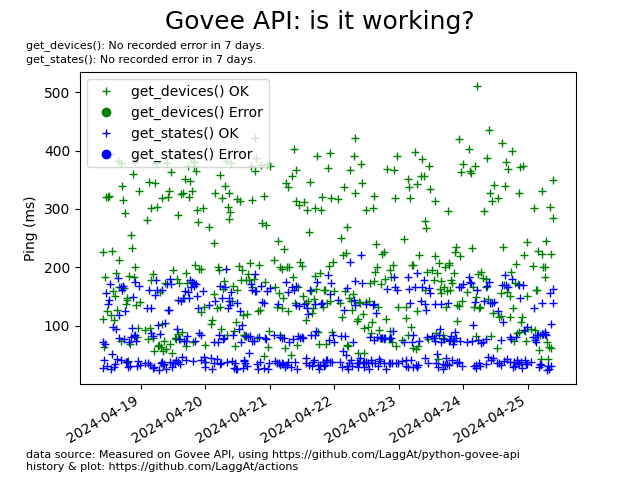 Govee API: is it working?
get_devices(): No recorded error in 7 days.
get_states(): No recorded error in 7 days.
get_devices() OK
get_devices() Error
get_states() OK
get_states() Error
Ping (ms)
500
400
300
200
100
2024-04-19
2024-04-20
2024-04-21
2024-04-22
2024-04-23
2024-04-24
2024-04-25
data source: Measured on Govee API, using https://github.com/LaggAt/python-govee-api
history & plot: https://github.com/LaggAt/actions